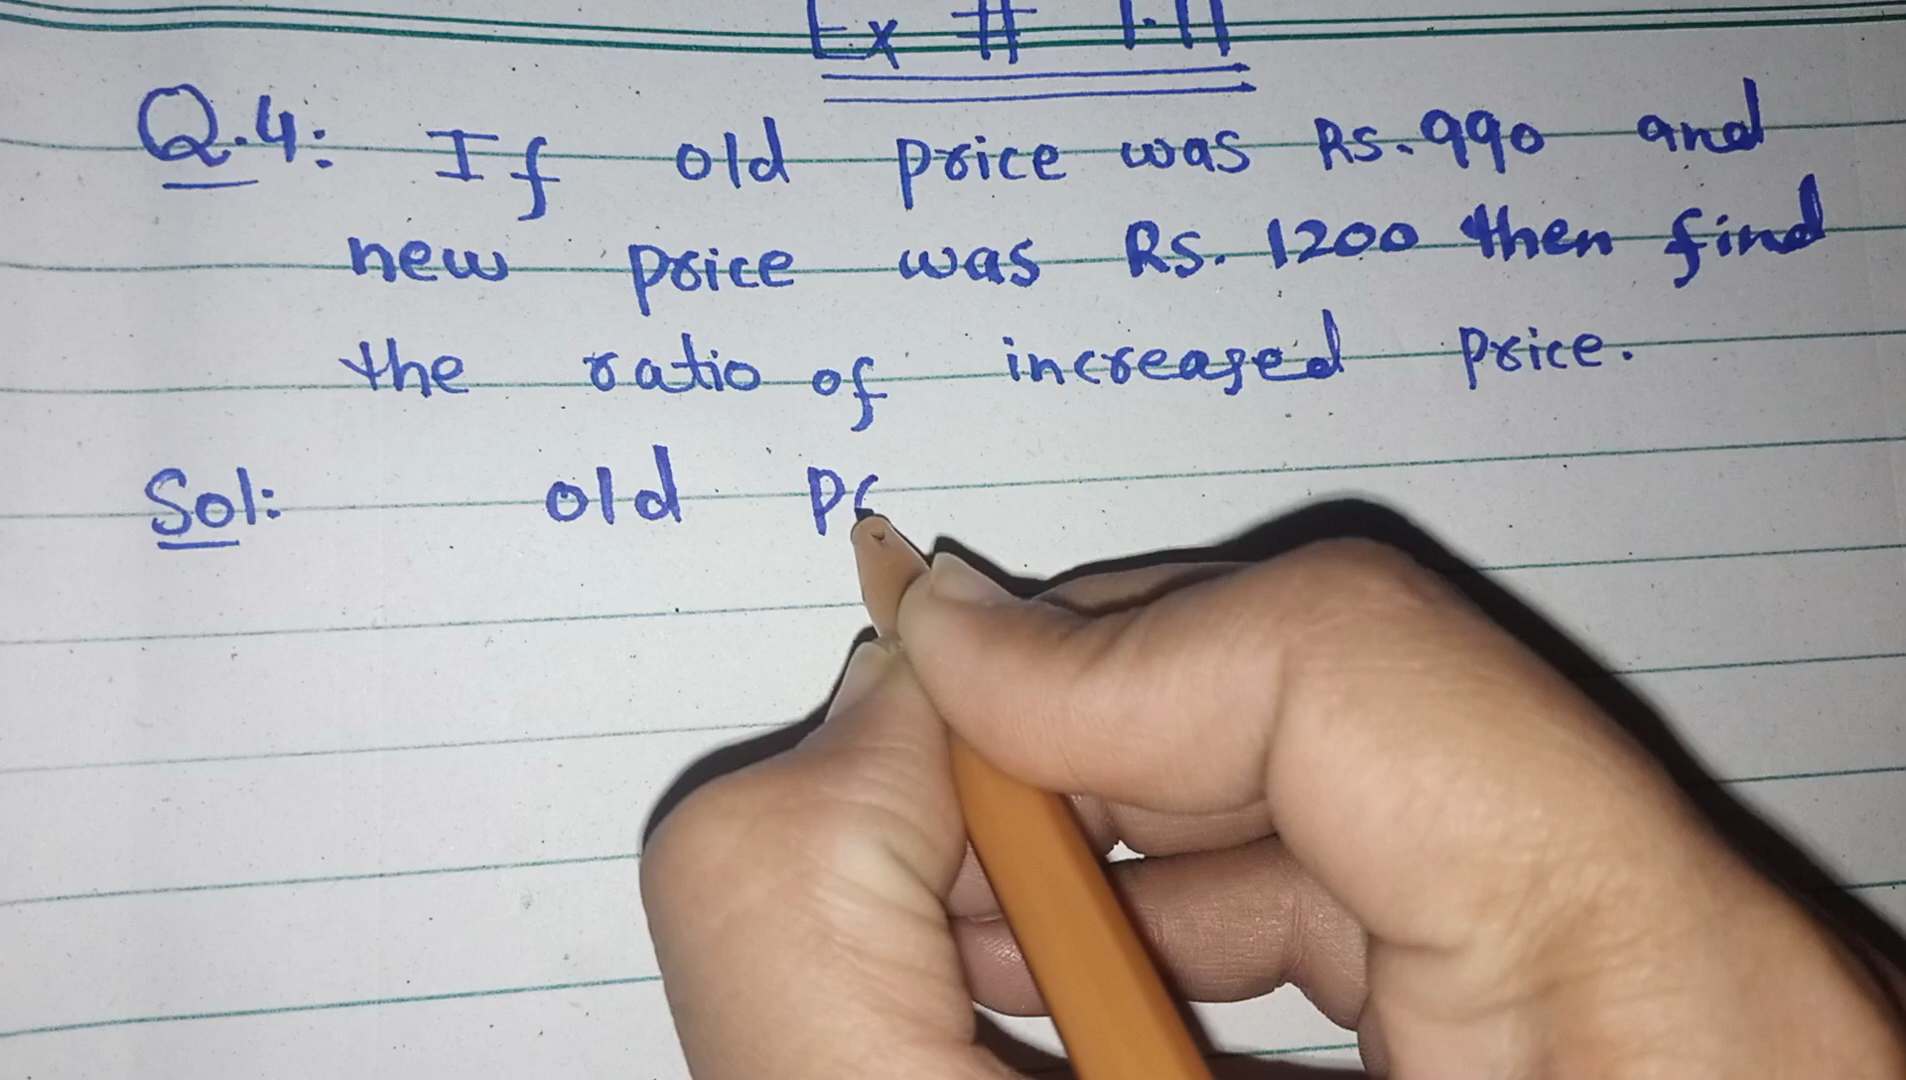 Ex # 1.11
Q.4: If old price was Rs. 990 and
new price was Rs. 1200 then find
the ratio of increased price.
Sol: old